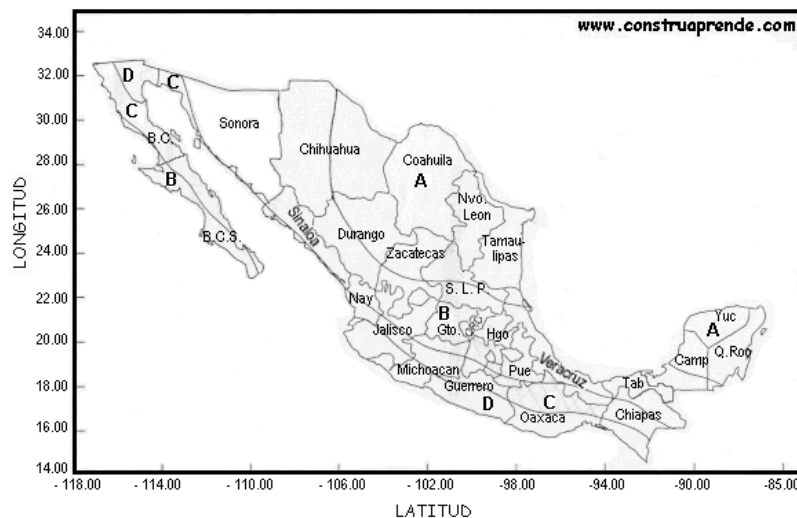 www.construaprende.com
34.00
32.00
30.00
28.00
26.00
24.00
22.00
20.00
18.00
16.00
14.00
LONGITUD
D
C
C
B.C.
B
B.C.S.
Sonora
Chihuahua
Coahuila
A
Nvo.
Leon
Tamau-
lipas
Sinaloa
Durango
Zacatecas
S. L. P.
Nay
B
Gto.
Hgo
Jalisco
Michoacan
Pue
Veracruz
Guerrero
D
C
Oaxaca
Tab
Chiapas
Yuc
A
Camp
Q. Roo
- 118.00
- 114.00
- 110.00
- 106.00
- 102.00
- 98.00
- 94.00
- 90.00
-85.00
LATITUD